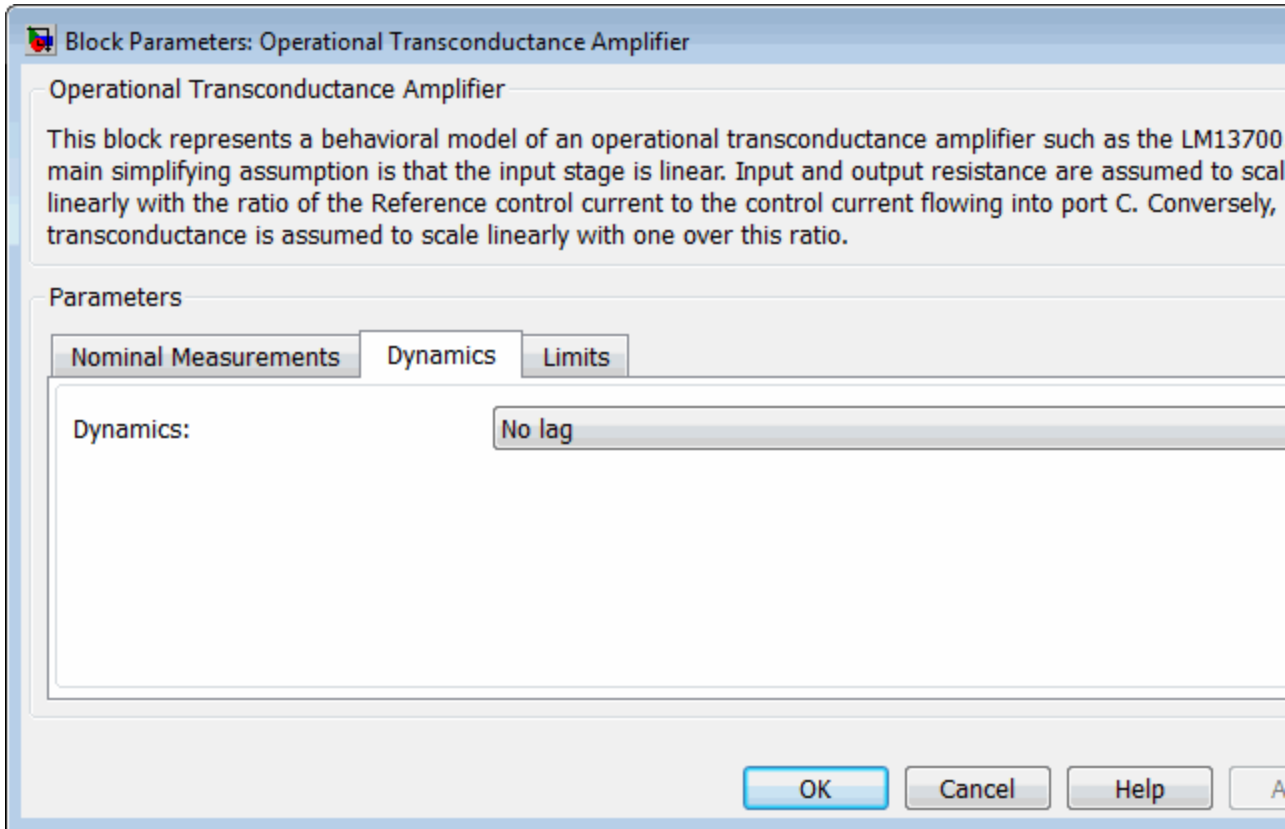 Block Parameters: Operational Transconductance Amplifier
Operational Transconductance Amplifier
This block represents a behavioral model of an operational transconductance amplifier such as the LM13700
main simplifying assumption is that the input stage is linear. Input and output resistance are assumed to scal
linearly with the ratio of the Reference control current to the control current flowing into port C. Conversely,
transconductance is assumed to scale linearly with one over this ratio.
Parameters
Nominal Measurements Dynamics Limits
Dynamics: No lag
OK Cancel Help A